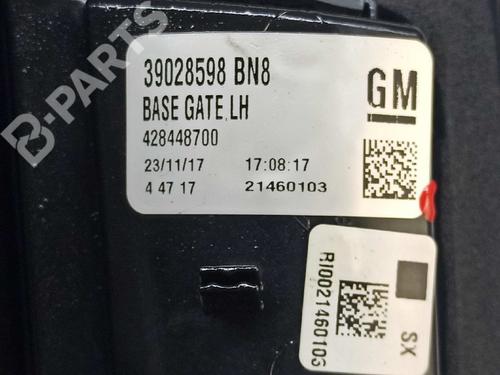 B-PARTS
39028598 BN8
BASE GATE,LH
428448700
23/11/17 17:08:17
4 47 17 21460103
GM
RI0021460103
SX